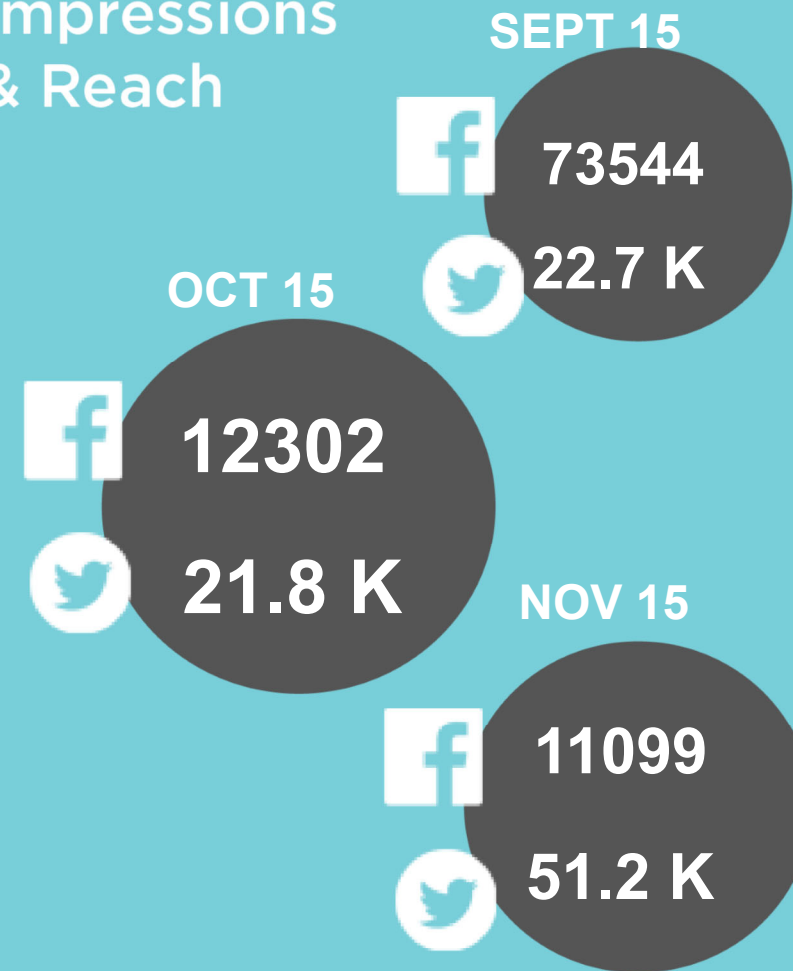 mpressions
& Reach
SEPT 15
73544
22.7 K
OCT 15
12302
21.8 K
NOV 15
11099
51.2 K